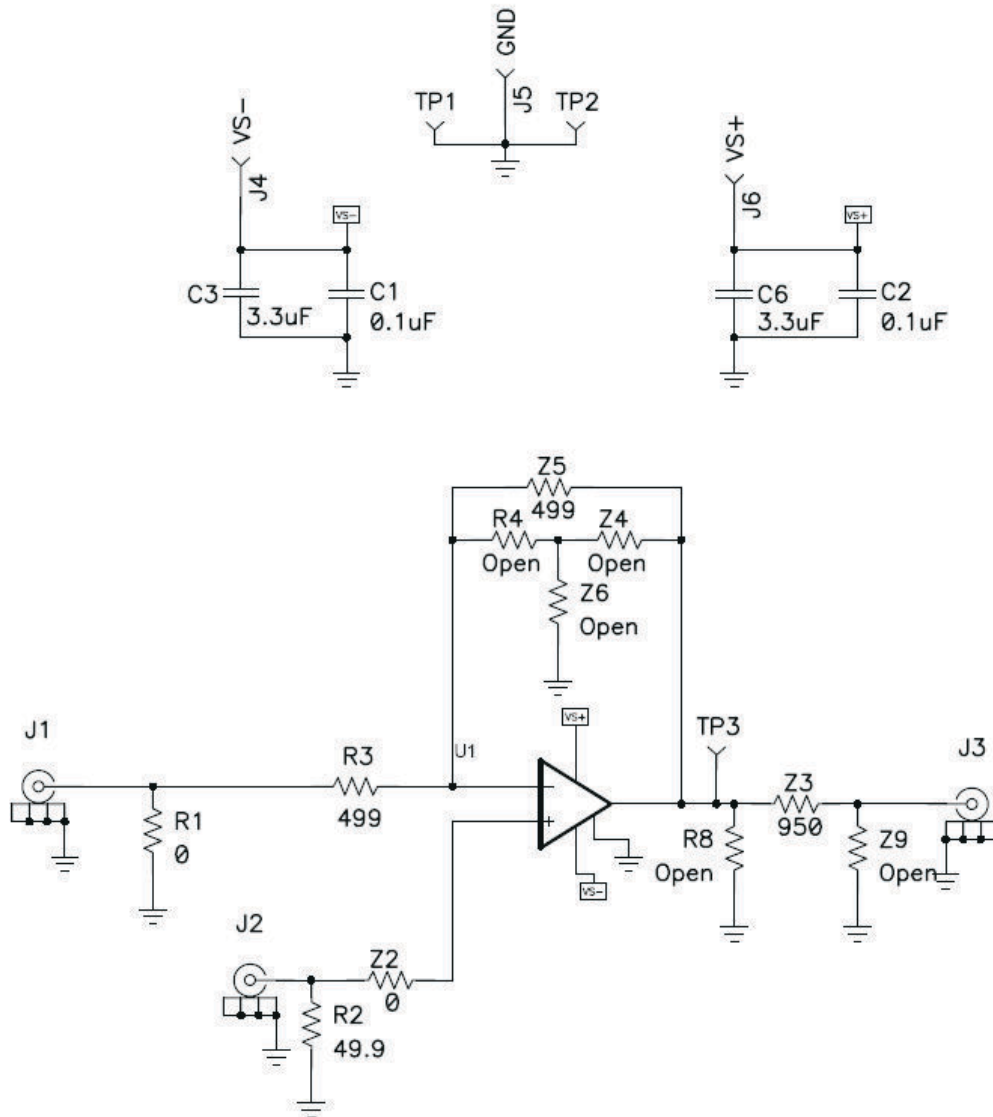 GND
J5
TP1
TP2
VS-
J4
VS-
C3
3.3uF
C1
0.1uF
VS+
J6
VS+
C6
3.3uF
C2
0.1uF
Z5
499
R4
Open
Z4
Open
Z6
Open
J1
R1
0
R3
499
U1
VS+
VS-
TP3
R8
Open
Z3
950
Z9
Open
J3
J2
R2
49.9
Z2
0